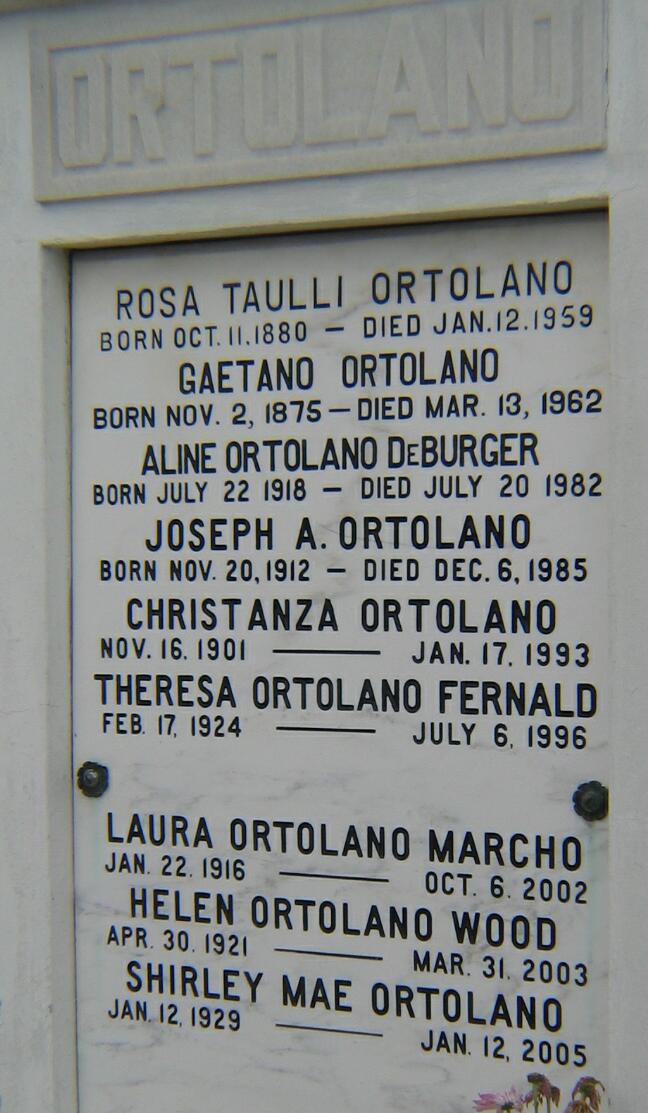 ORTOLANO
ROSA TAULLI ORTOLANO
BORN OCT. 11, 1880 — DIED JAN. 12. 1959
GAETANO ORTOLANO
BORN NOV. 2, 1875 — DIED MAR. 13, 1962
ALINE ORTOLANO DeBURGER
BORN JULY 22 1918 — DIED JULY 20 1982
JOSEPH A. ORTOLANO
BORN NOV. 20, 1912 — DIED DEC. 6, 1985
CHRISTANZA ORTOLANO
NOV. 16. 1901 — JAN. 17. 1993
THERESA ORTOLANO FERNALD
FEB. 17, 1924 — JULY 6, 1996
LAURA ORTOLANO MARCHO
JAN. 22. 1916 — OCT. 6. 2002
HELEN ORTOLANO WOOD
APR. 30. 1921 — MAR. 31. 2003
SHIRLEY MAE ORTOLANO
JAN. 12, 1929 — JAN. 12, 2005